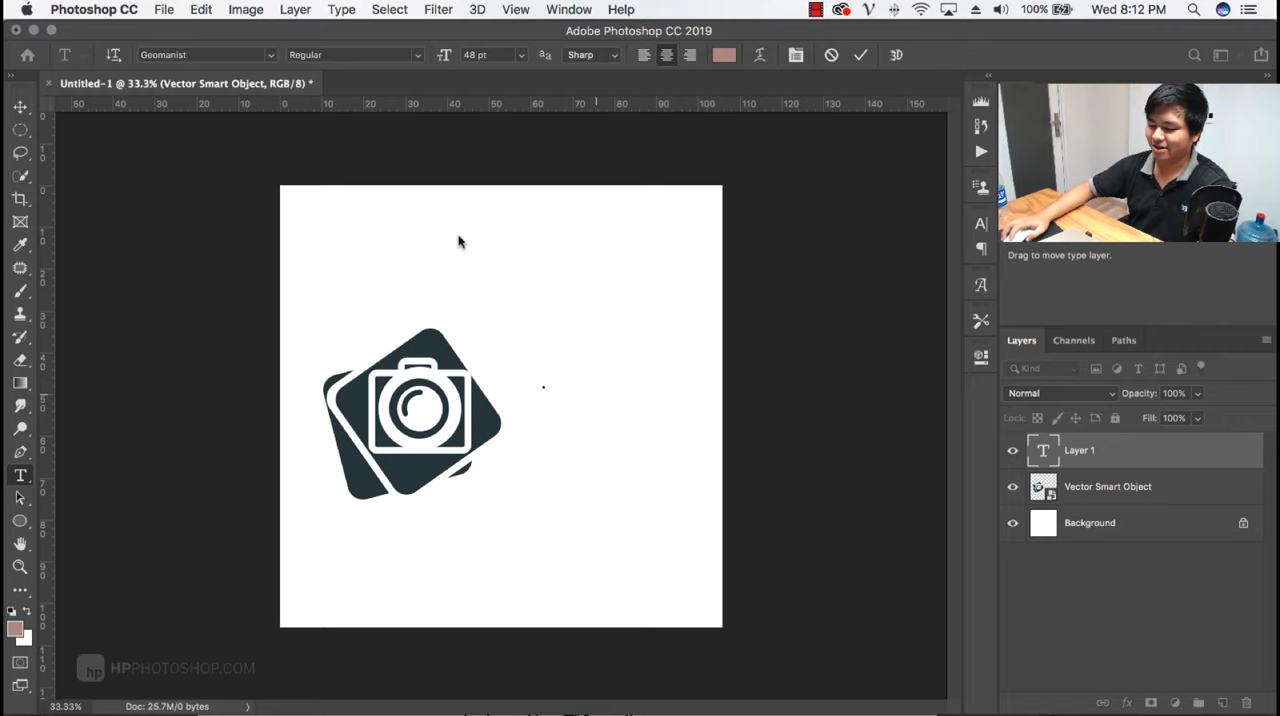 Photoshop CC File Edit Image Layer Type Select Filter 3D View Window Help 100% Wed 8:12 PM
Adobe Photoshop CC 2019
T Geomanist Regular 48 pt Sharp 3D
Untitled-1 @ 33.3% (Vector Smart Object, RGB/8) *
50 40 30 20 10 0 10 20 30 40 50 60 70 80 90 100 110 120 130 140 150
Drag to move type layer.
Layers Channels Paths
Kind
Normal Opacity: 100%
Lock: Fill: 100%
T Layer 1
Vector Smart Object
Background
hp HPPHOTOSHOP.COM
33.33% Doc: 25.7M/0 bytes